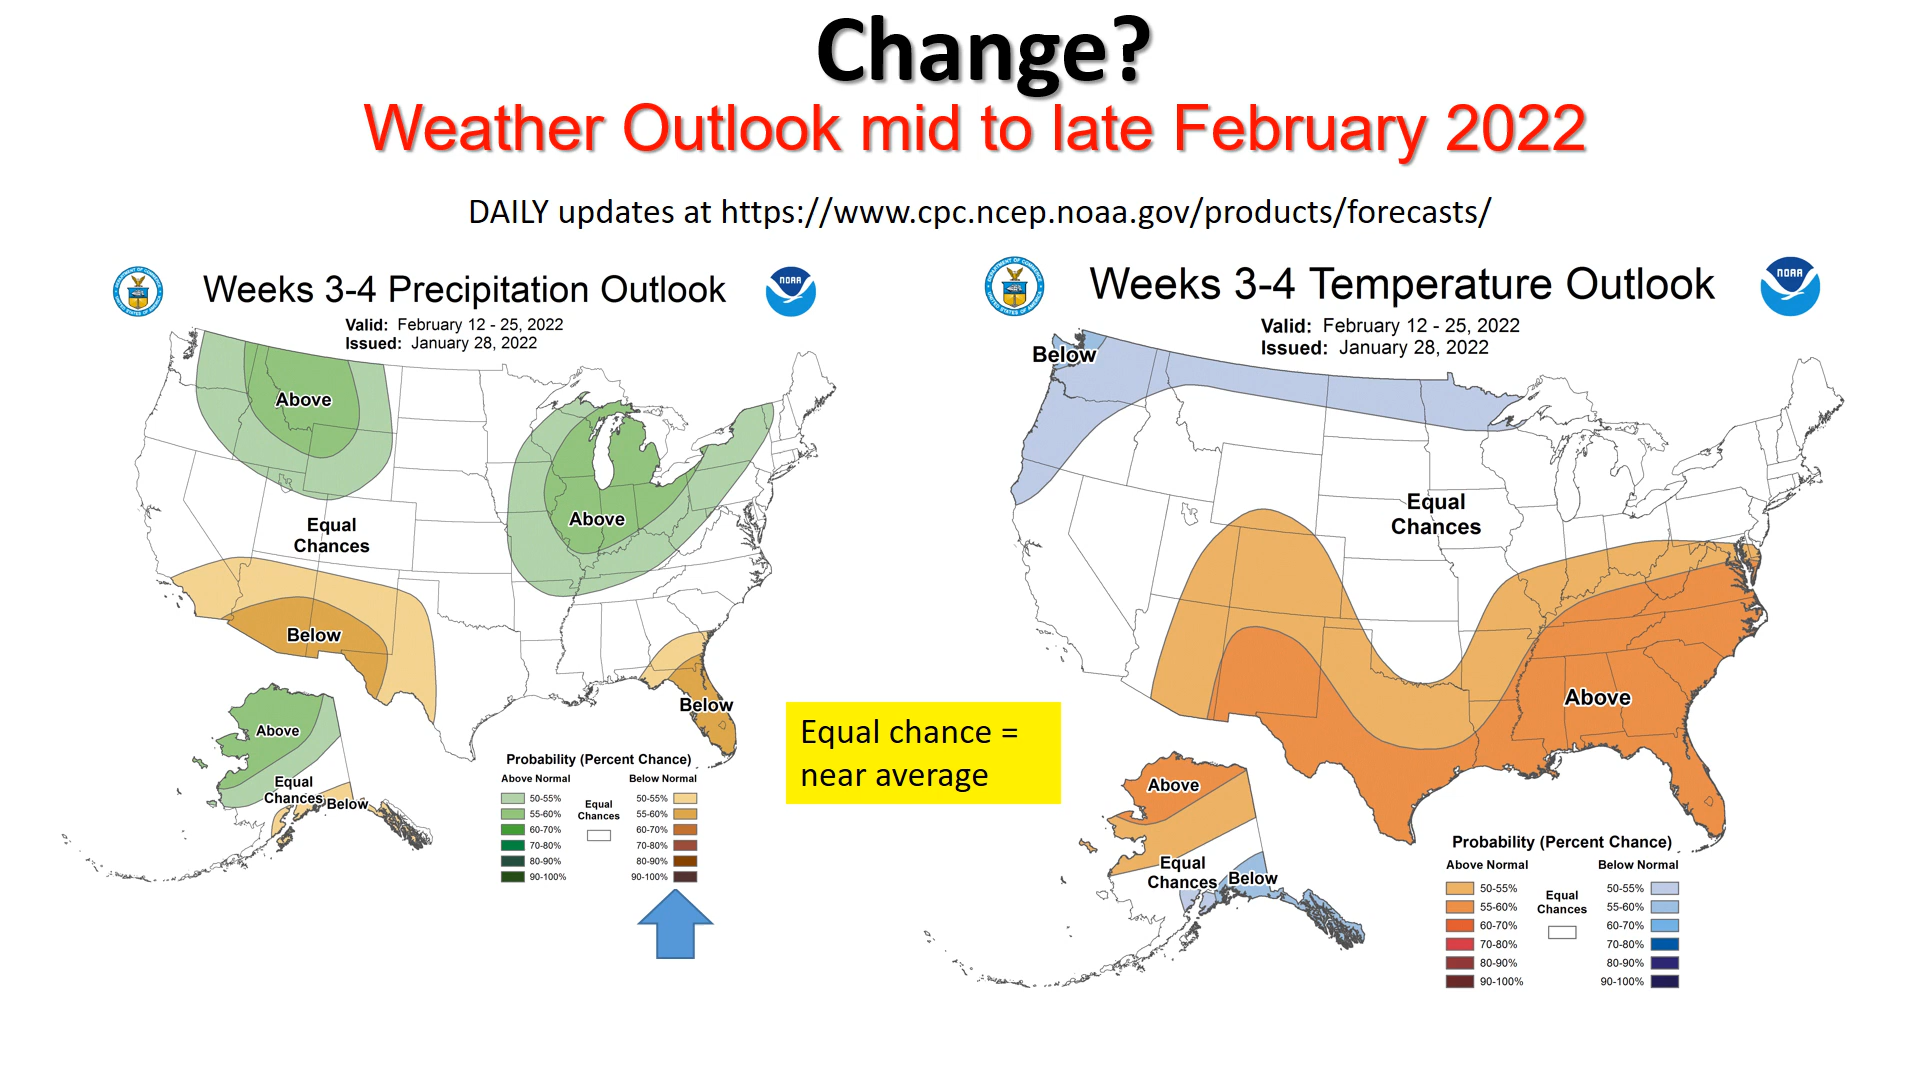 Change?
Weather Outlook mid to late February 2022
DAILY updates at https://www.cpc.ncep.noaa.gov/products/forecasts/
Weeks 3-4 Precipitation Outlook
NOAA
Valid: February 12 - 25, 2022
Issued: January 28, 2022
Above
Above
Equal
Chances
Below
Below
Above
Equal
Chances
Below
Probability (Percent Chance)
Above Normal
Below Normal
Equal
Chances
50-55%
55-60%
60-70%
70-80%
80-90%
90-100%
50-55%
55-60%
60-70%
70-80%
80-90%
90-100%
Equal chance =
near average
Weeks 3-4 Temperature Outlook
NOAA
Valid: February 12 - 25, 2022
Issued: January 28, 2022
Below
Equal
Chances
Above
Above
Equal
Chances
Below
Probability (Percent Chance)
Above Normal
Below Normal
Equal
Chances
50-55%
55-60%
60-70%
70-80%
80-90%
90-100%
50-55%
55-60%
60-70%
70-80%
80-90%
90-100%